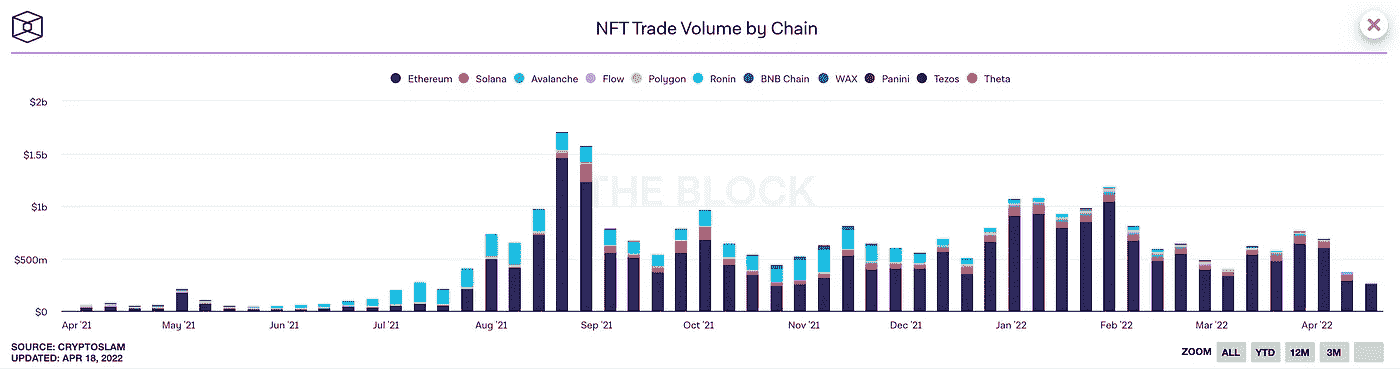 NFT Trade Volume by Chain
Ethereum Solana Avalanche Flow Polygon Ronin BNB Chain WAX Panini Tezos Theta
$2b
$1.5b
$1b
$500m
$0
THE BLOCK
Apr '21 May '21 Jun '21 Jul '21 Aug '21 Sep '21 Oct '21 Nov '21 Dec '21 Jan '22 Feb '22 Mar '22 Apr '22
SOURCE: CRYPTOSLAM
UPDATED: APR 18, 2022
ZOOM ALL YTD 12M 3M